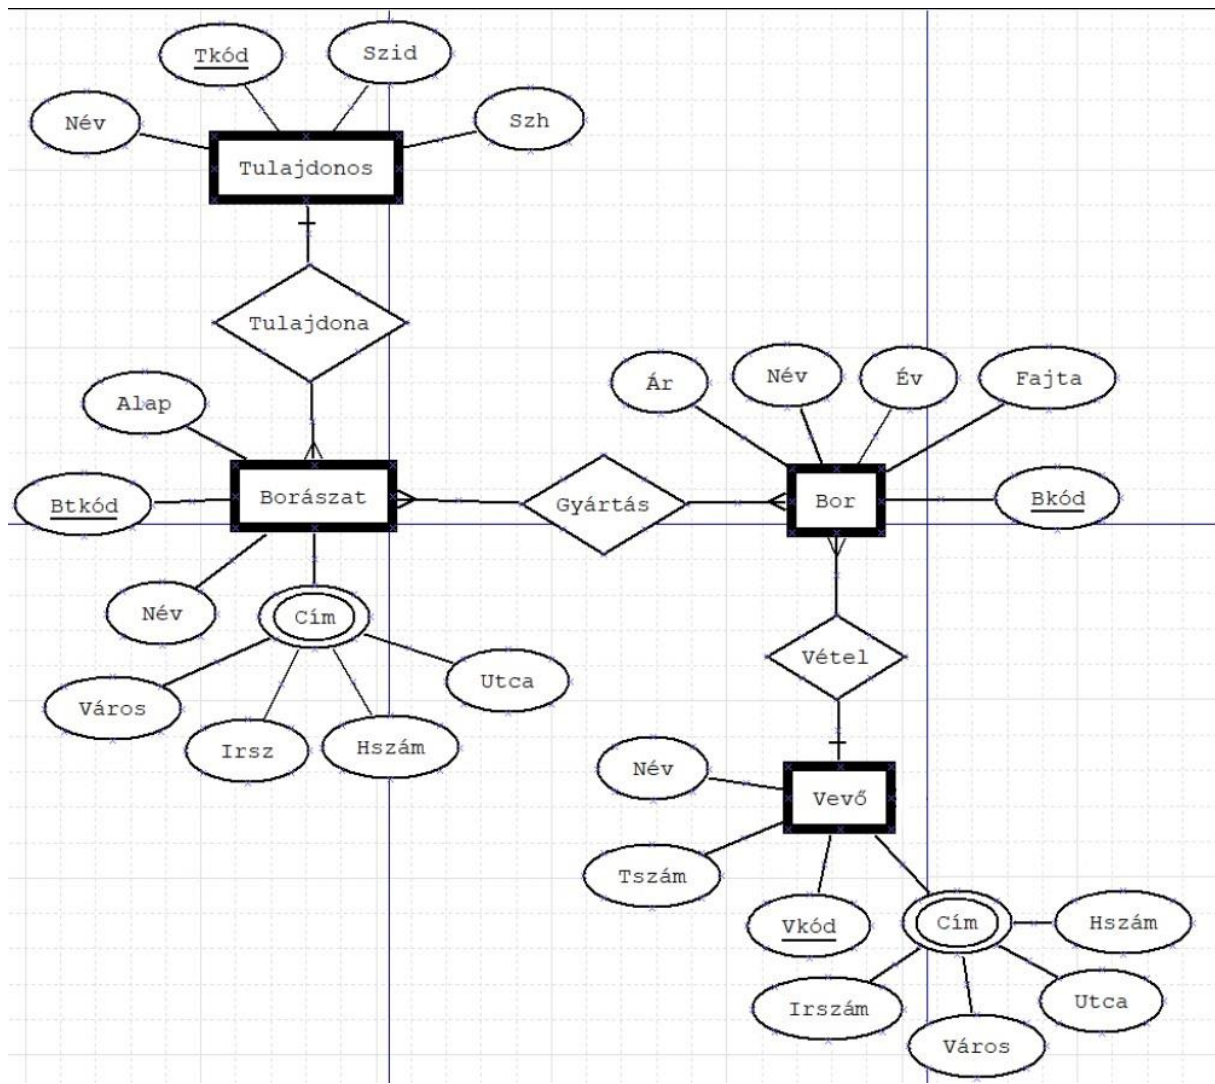 Tkód
Szid
Név
Szh
Tulajdonos
Tulajdona
Alap
Ár
Név
Év
Fajta
Btkód
Borászat
Gyártás
Bor
Bkód
Név
Cím
Utca
Város
Irsz
Hszám
Vétel
Név
Vevő
Tszám
Vkód
Cím
Hszám
Irszám
Utca
Város